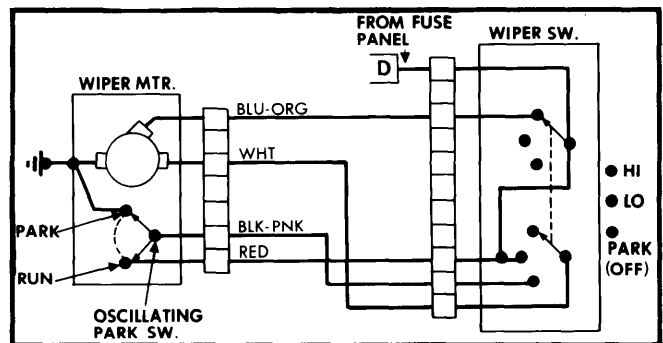 FROM FUSE
PANEL
WIPER SW.
D
WIPER MTR.
BLU-ORG
WHT
HI
LO
BLK-PNK
PARK
PARK
(OFF)
RED
RUN
OSCILLATING
PARK SW.